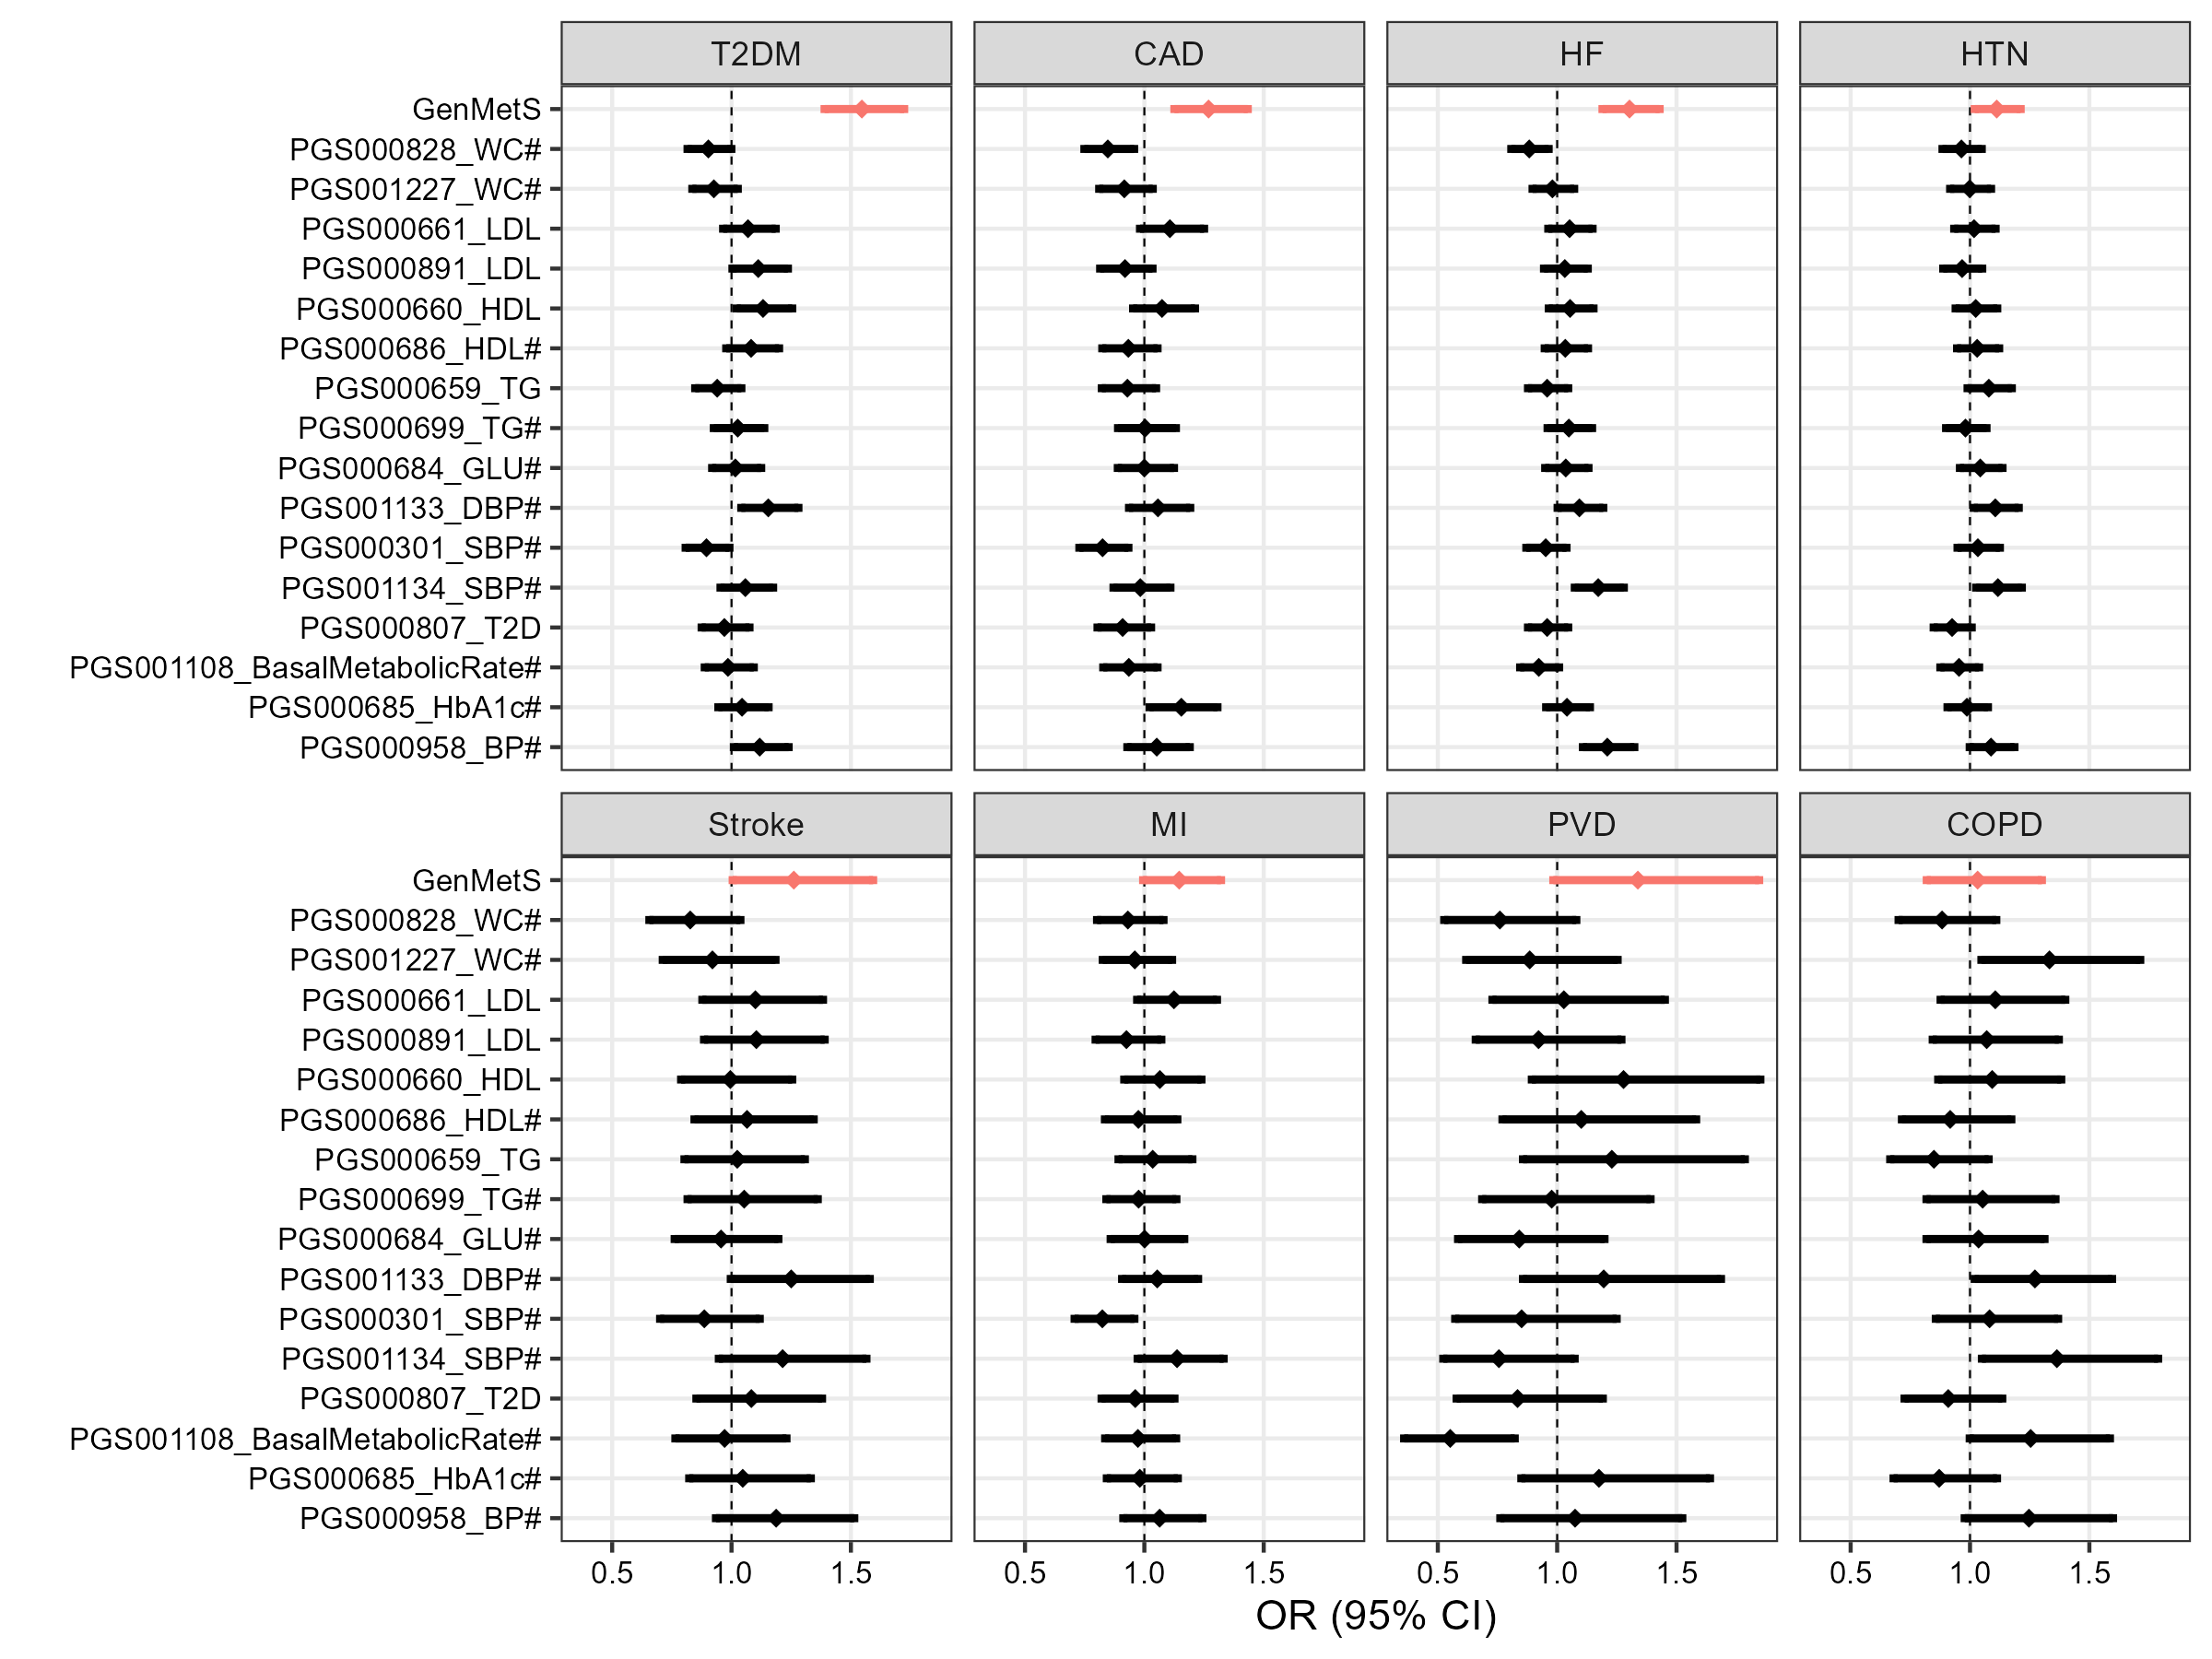 T2DM CAD HF HTN
GenMetS
PGS000828_WC#
PGS001227_WC#
PGS000661_LDL
PGS000891_LDL
PGS000660_HDL
PGS000686_HDL#
PGS000659_TG
PGS000699_TG#
PGS000684_GLU#
PGS001133_DBP#
PGS000301_SBP#
PGS001134_SBP#
PGS000807_T2D
PGS001108_BasalMetabolicRate#
PGS000685_HbA1c#
PGS000958_BP#
Stroke MI PVD COPD
GenMetS
PGS000828_WC#
PGS001227_WC#
PGS000661_LDL
PGS000891_LDL
PGS000660_HDL
PGS000686_HDL#
PGS000659_TG
PGS000699_TG#
PGS000684_GLU#
PGS001133_DBP#
PGS000301_SBP#
PGS001134_SBP#
PGS000807_T2D
PGS001108_BasalMetabolicRate#
PGS000685_HbA1c#
PGS000958_BP#
0.5 1.0 1.5 0.5 1.0 1.5 0.5 1.0 1.5 0.5 1.0 1.5
OR (95% CI)